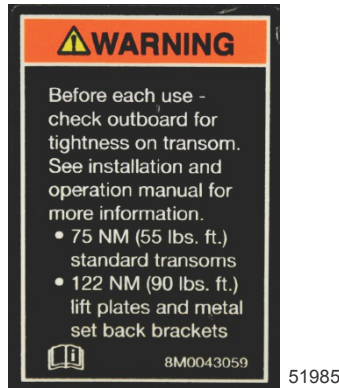 ⚠WARNING
Before each use -
check outboard for
tightness on transom.
See installation and
operation manual for
more information.
• 75 NM (55 lbs. ft.)
standard transoms
• 122 NM (90 lbs. ft.)
lift plates and metal
set back brackets
8M0043059
51985